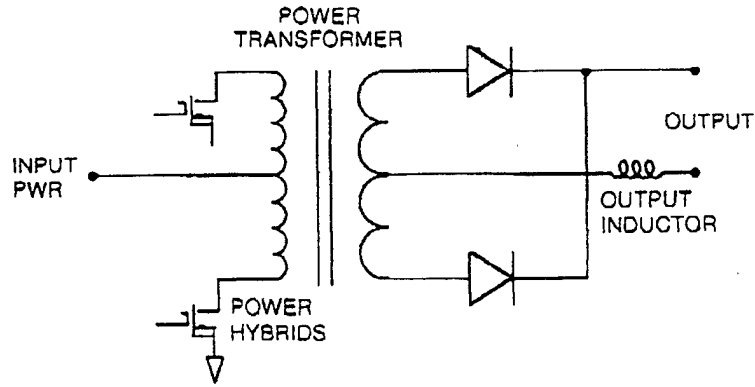 POWER
TRANSFORMER
OUTPUT
INPUT
PWR
OUTPUT
INDUCTOR
POWER
HYBRIDS